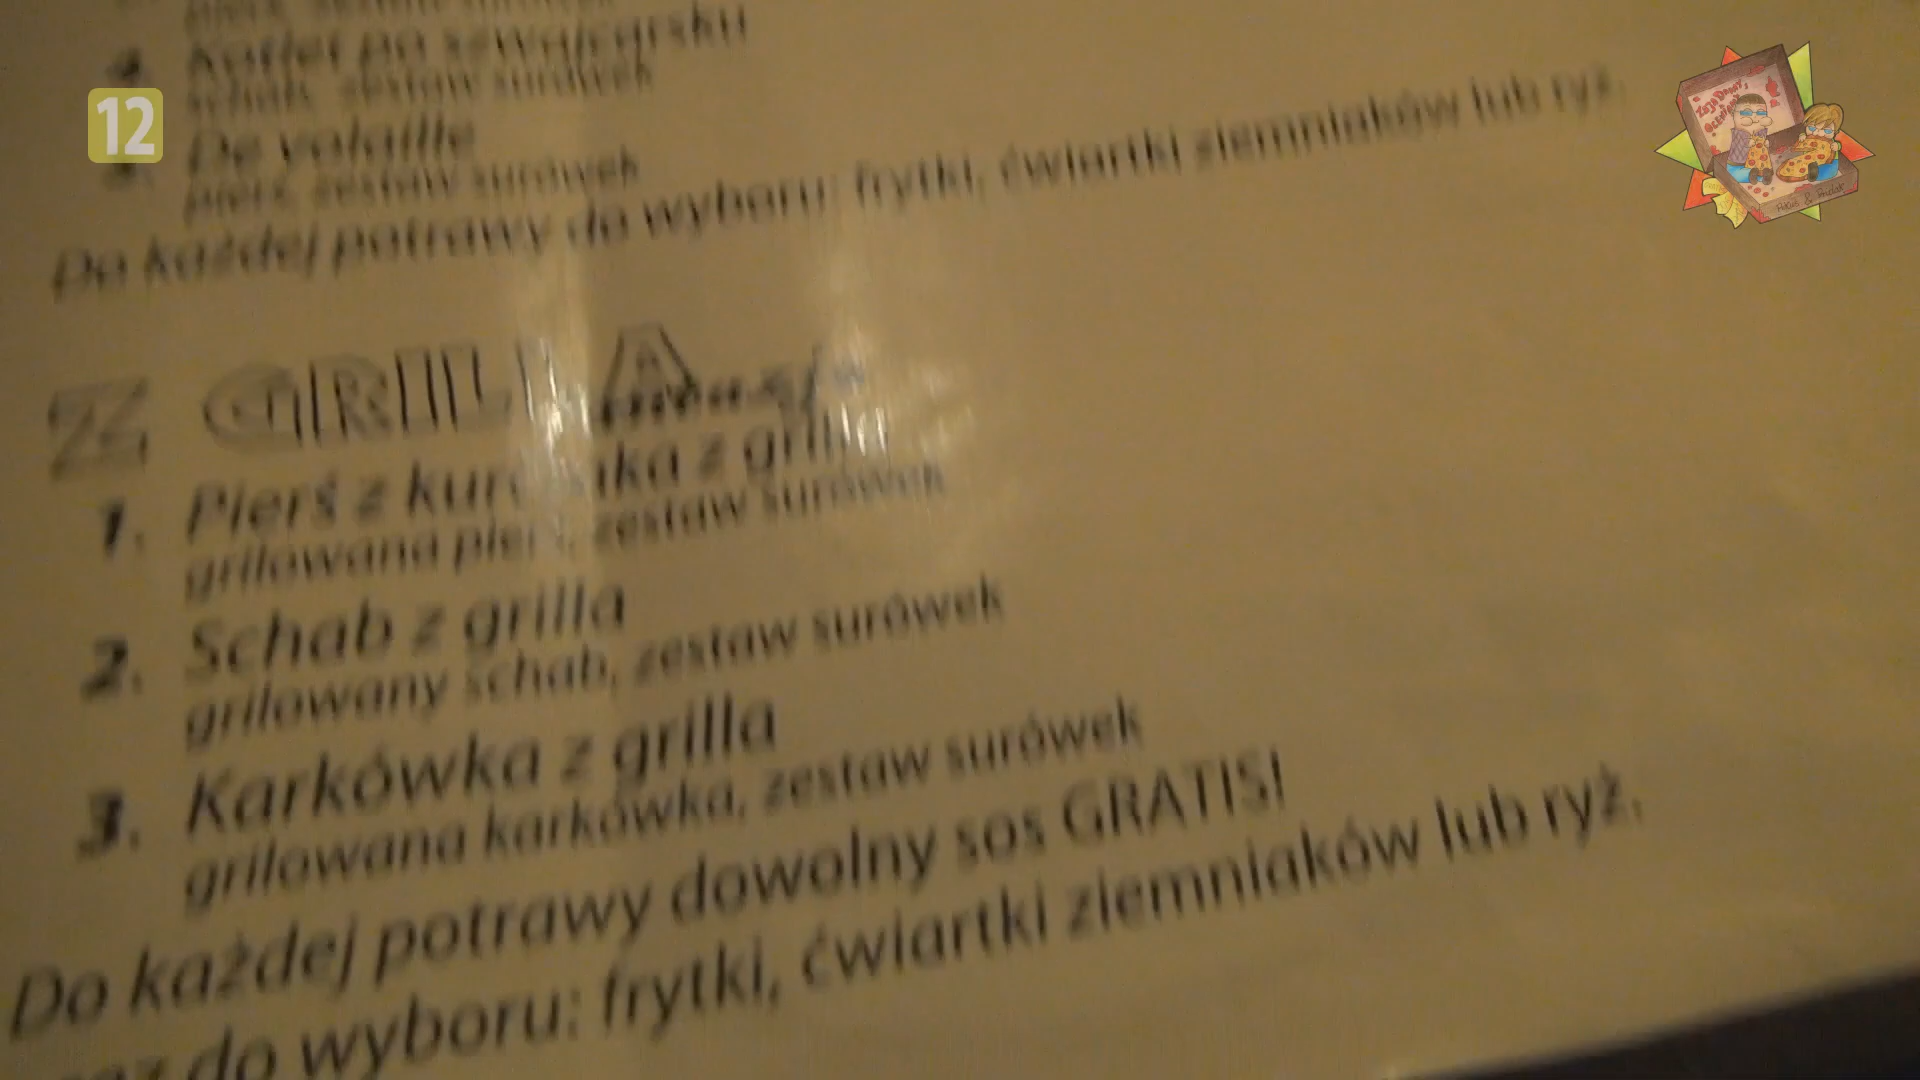 12
4. Kotlet po szwajcarsku
schab, zestaw surówek
De volaille
pierś, zestaw surówek
Do każdej potrawy do wyboru: frytki, ćwiartki ziemniaków lub ryż.
Z GRILLA
1. Pierś z kurczaka z grilla
grilowana pierś, zestaw surówek
2. Schab z grilla
grilowany schab, zestaw surówek
3. Karkówka z grilla
grilowana karkówka, zestaw surówek
Do każdej potrawy dowolny sos GRATIS!
do wyboru: frytki, ćwiartki ziemniaków lub ryż.